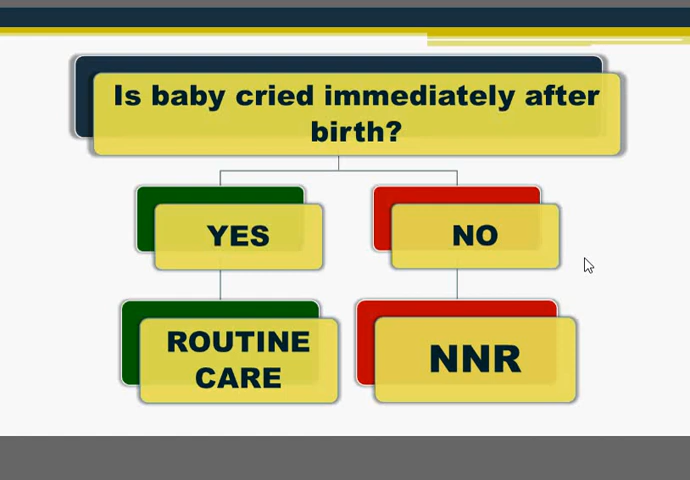 Is baby cried immediately after
birth?
YES
NO
ROUTINE
CARE
NNR